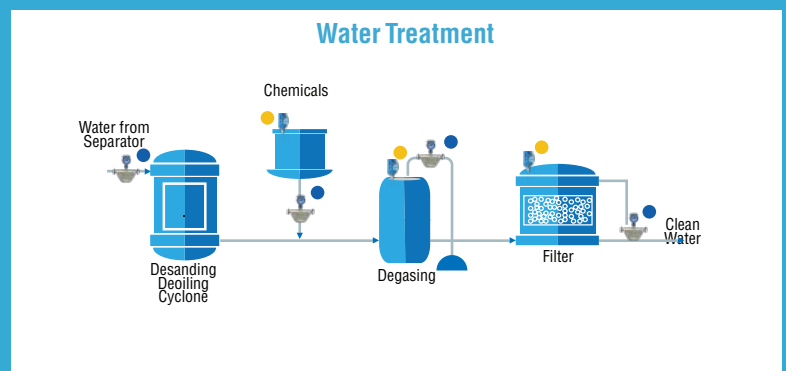 Water Treatment
Chemicals
Water from
Separator
Desanding
Deoiling
Cyclone
Degasing
Filter
Clean
Water